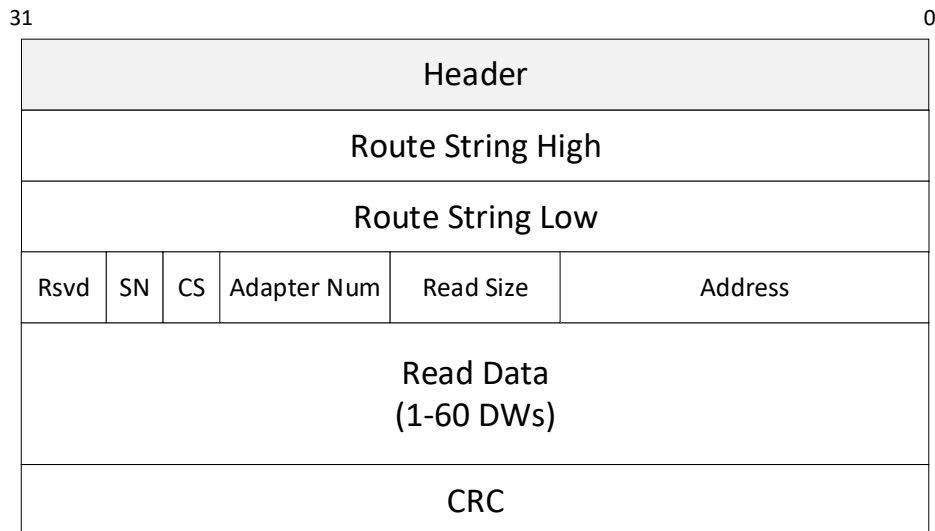 31 0
Header
Route String High
Route String Low
Rsvd SN CS Adapter Num Read Size Address
Read Data
(1-60 DWs)
CRC